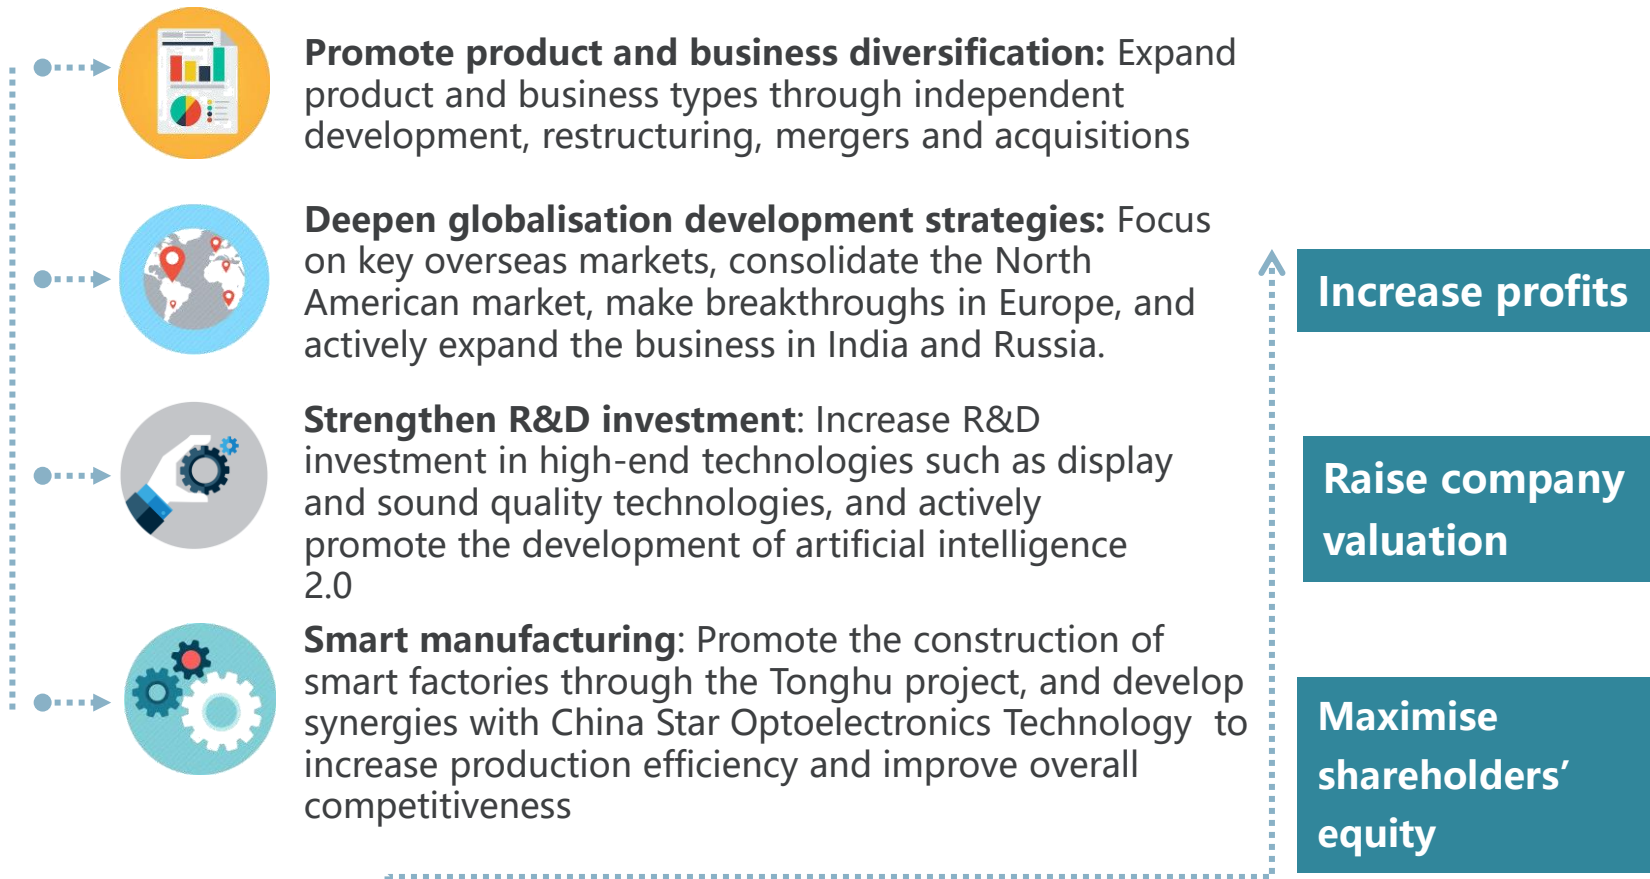 Promote product and business diversification: Expand
product and business types through independent
development, restructuring, mergers and acquisitions
Deepen globalisation development strategies: Focus
on key overseas markets, consolidate the North
American market, make breakthroughs in Europe, and
actively expand the business in India and Russia.
Strengthen R&D investment: Increase R&D
investment in high-end technologies such as display
and sound quality technologies, and actively
promote the development of artificial intelligence
2.0
Smart manufacturing: Promote the construction of
smart factories through the Tonghu project, and develop
synergies with China Star Optoelectronics Technology to
increase production efficiency and improve overall
competitiveness
Increase profits
Raise company
valuation
Maximise
shareholders’
equity